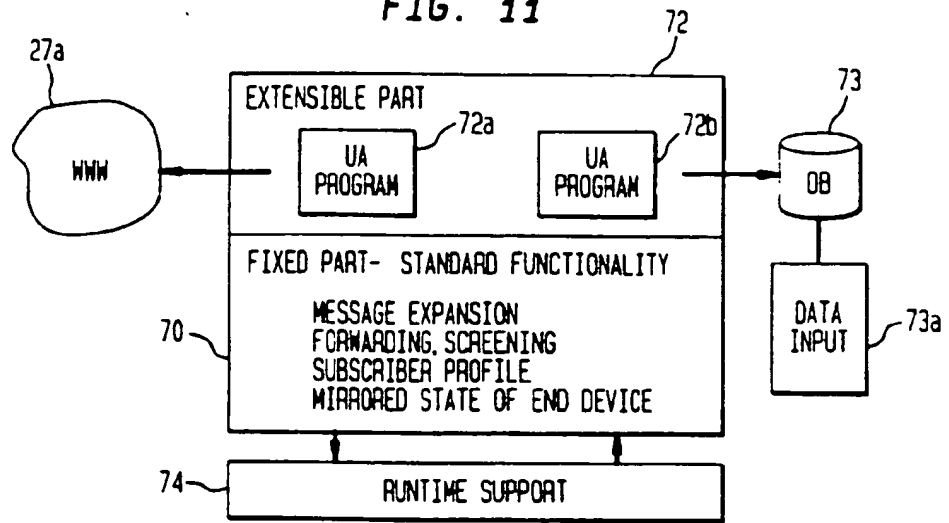 FIG. 11
27a
72
73
EXTENSIBLE PART
72a
72b
WWW
UA
PROGRAM
UA
PROGRAM
DB
FIXED PART- STANDARD FUNCTIONALITY
MESSAGE EXPANSION
FORWARDING, SCREENING
SUBSCRIBER PROFILE
MIRRORED STATE OF END DEVICE
70
DATA
INPUT
73a
74
RUNTIME SUPPORT